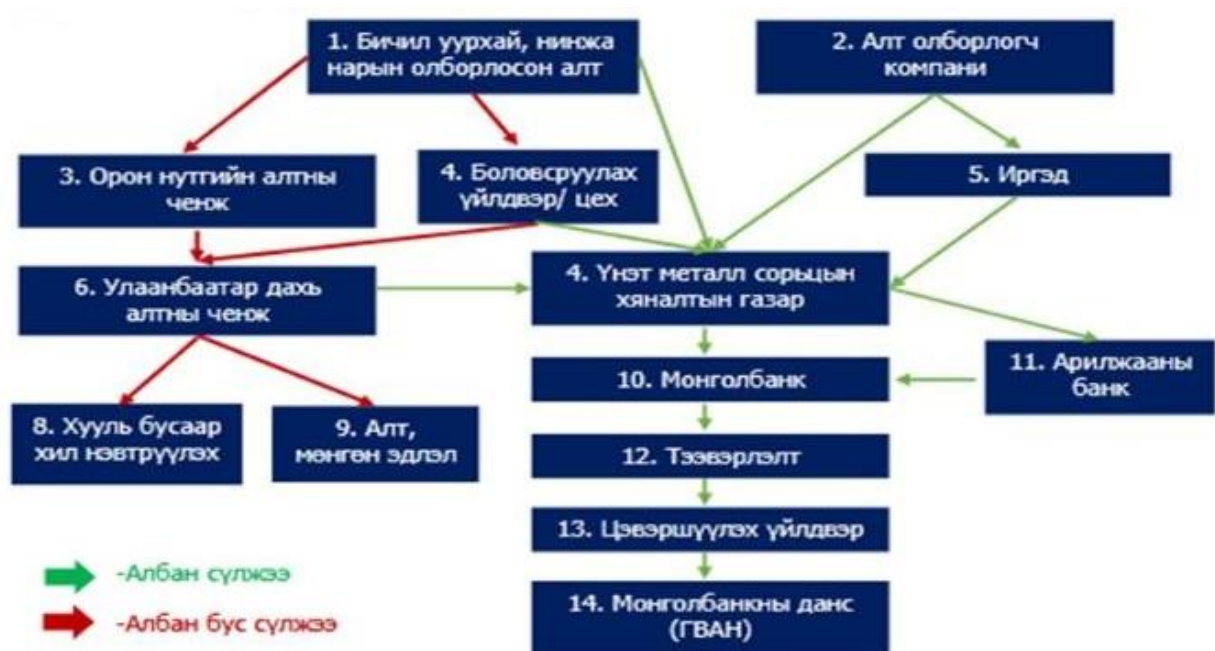 1. Бичил уурхай, нинжа
нарын олборлосон алт
2. Алт олборлогч
компани
3. Орон нутгийн алтны
ченж
4. Боловсруулах
үйлдвэр/ цех
5. Иргэд
6. Улаанбаатар дахь
алтны ченж
4. Үнэт металл сорьцын
хяналтын газар
8. Хууль бусаар
хил нэвтрүүлэх
9. Алт,
мөнгөн эдлэл
10. Монголбанк
11. Арилжааны
банк
12. Тээвэрлэлт
13. Цэвэршүүлэх үйлдвэр
14. Монголбанкны данс
(ГВАН)
-Албан сүлжээ
-Албан бус сүлжээ